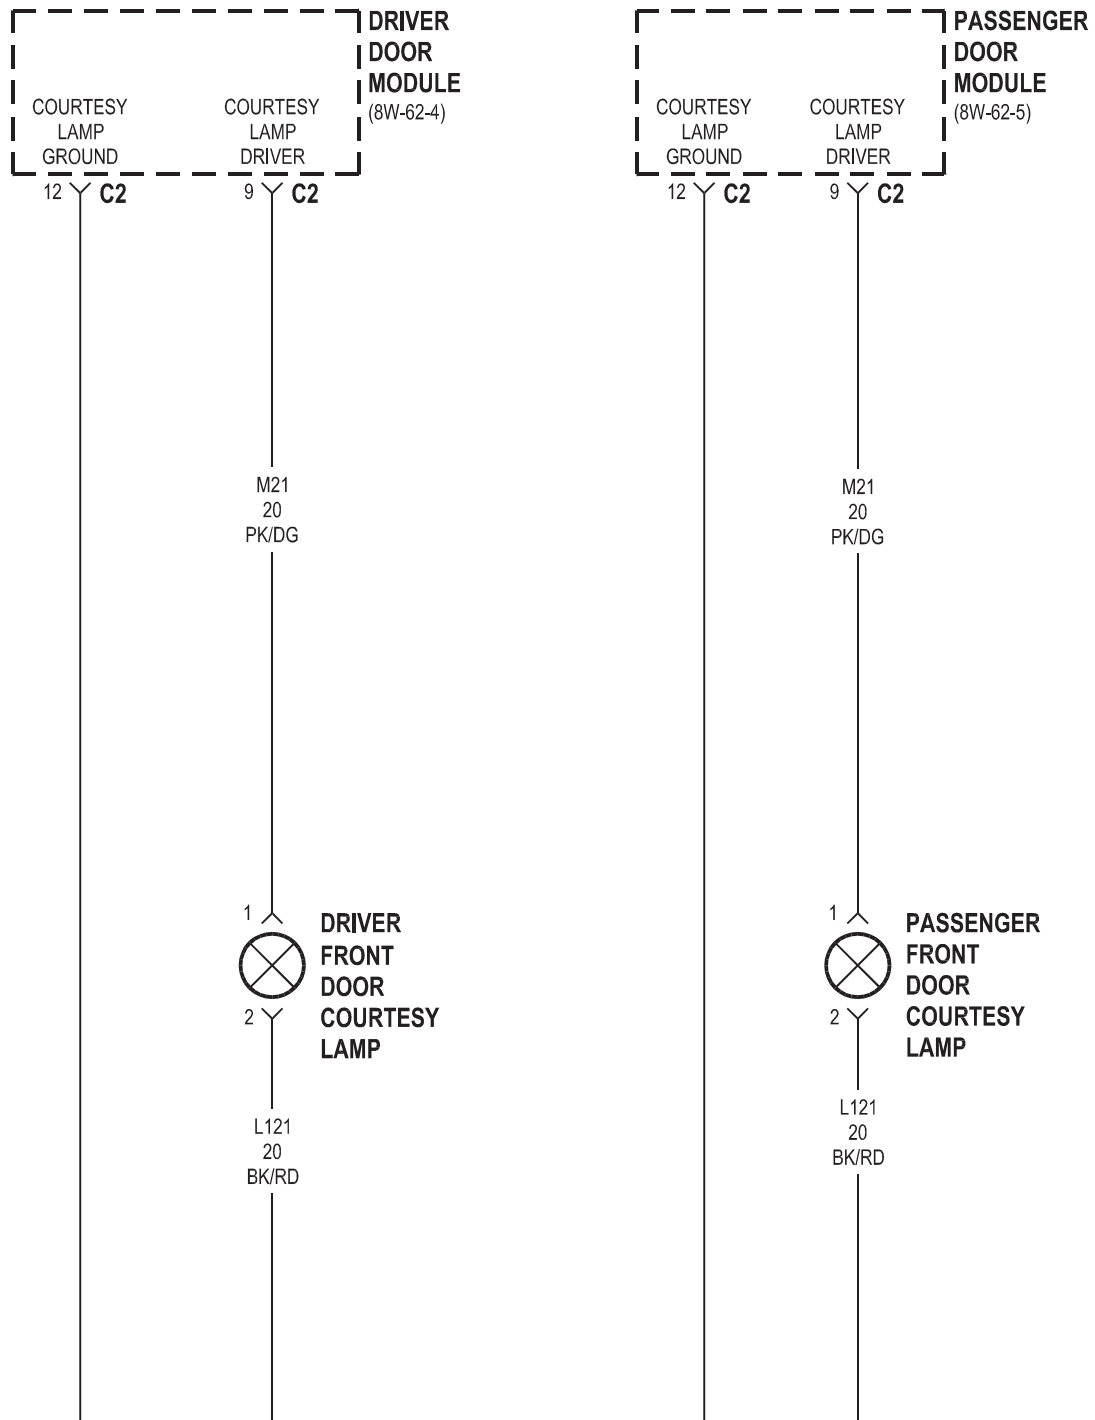 DRIVER
DOOR
MODULE
(8W-62-4)
COURTESY
LAMP
GROUND
COURTESY
LAMP
DRIVER
12
C2
9
C2
M21
20
PK/DG
1
DRIVER
FRONT
DOOR
COURTESY
LAMP
2
L121
20
BK/RD
PASSENGER
DOOR
MODULE
(8W-62-5)
COURTESY
LAMP
GROUND
COURTESY
LAMP
DRIVER
12
C2
9
C2
M21
20
PK/DG
1
PASSENGER
FRONT
DOOR
COURTESY
LAMP
2
L121
20
BK/RD